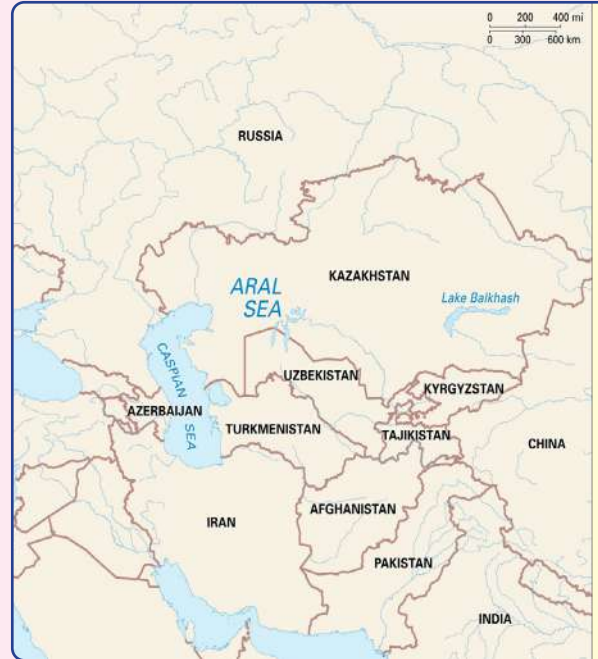 0 200 400 mi
0 300 600 km
RUSSIA
KAZAKHSTAN
ARAL
SEA
Lake Balkhash
CASPIAN
SEA
UZBEKISTAN
KYRGYZSTAN
AZERBAIJAN
TURKMENISTAN
TAJIKISTAN
CHINA
IRAN
AFGHANISTAN
PAKISTAN
INDIA